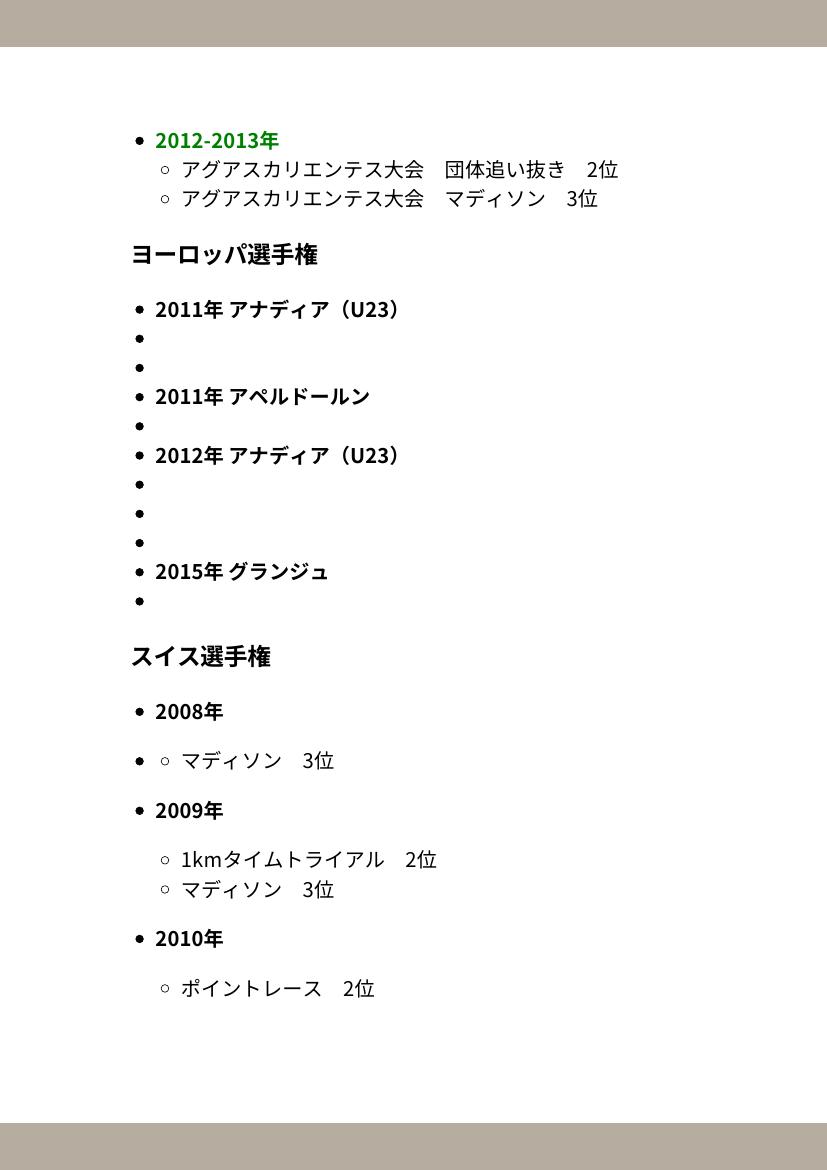 2012-2013年
アグアスカリエンテス大会　団体追い抜き　2位
アグアスカリエンテス大会　マディソン　3位
ヨーロッパ選手権
2011年 アナディア（U23）
2011年 アペルドールン
2012年 アナディア（U23）
2015年 グランジュ
スイス選手権
2008年
マディソン　3位
2009年
1kmタイムトライアル　2位
マディソン　3位
2010年
ポイントレース　2位